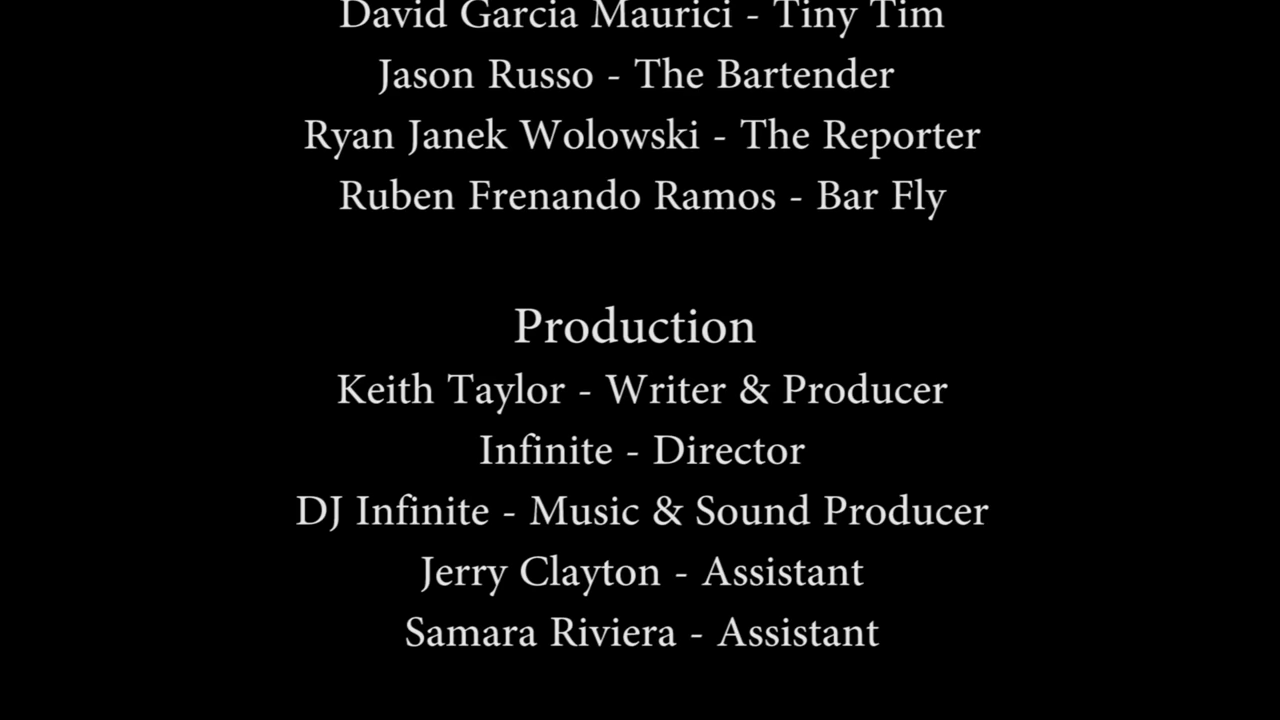 David Garcia Maurici - Tiny Tim
Jason Russo - The Bartender
Ryan Janek Wolowski - The Reporter
Ruben Frenando Ramos - Bar Fly
Production
Keith Taylor - Writer & Producer
Infinite - Director
DJ Infinite - Music & Sound Producer
Jerry Clayton - Assistant
Samara Riviera - Assistant